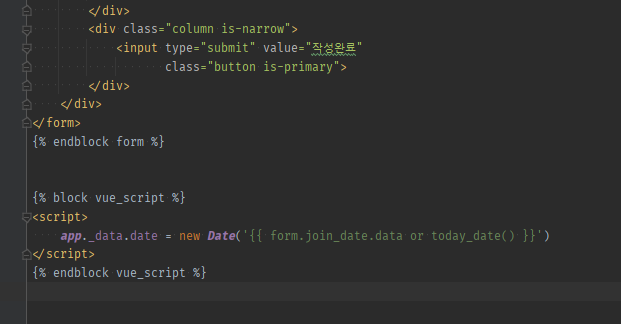 </div>
<div class="column is-narrow">
<input type="submit" value="작성완료"
class="button is-primary">
</div>
</div>
</form>
{% endblock form %}
{% block vue_script %}
<script>
app._data.date = new Date('{{ form.join_date.data or today_date() }}')
</script>
{% endblock vue_script %}